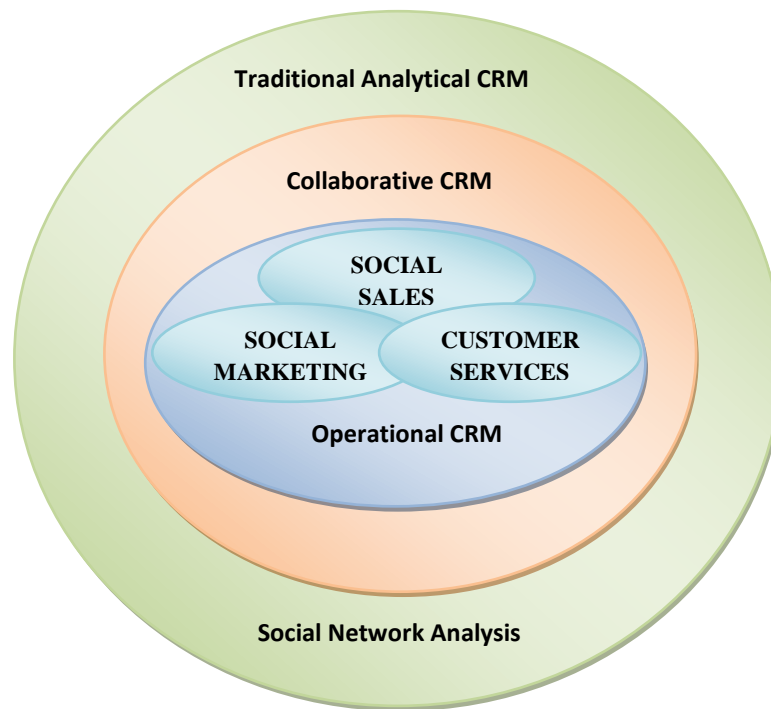 Traditional Analytical CRM
Collaborative CRM
SOCIAL
SALES
SOCIAL
MARKETING
CUSTOMER
SERVICES
Operational CRM
Social Network Analysis